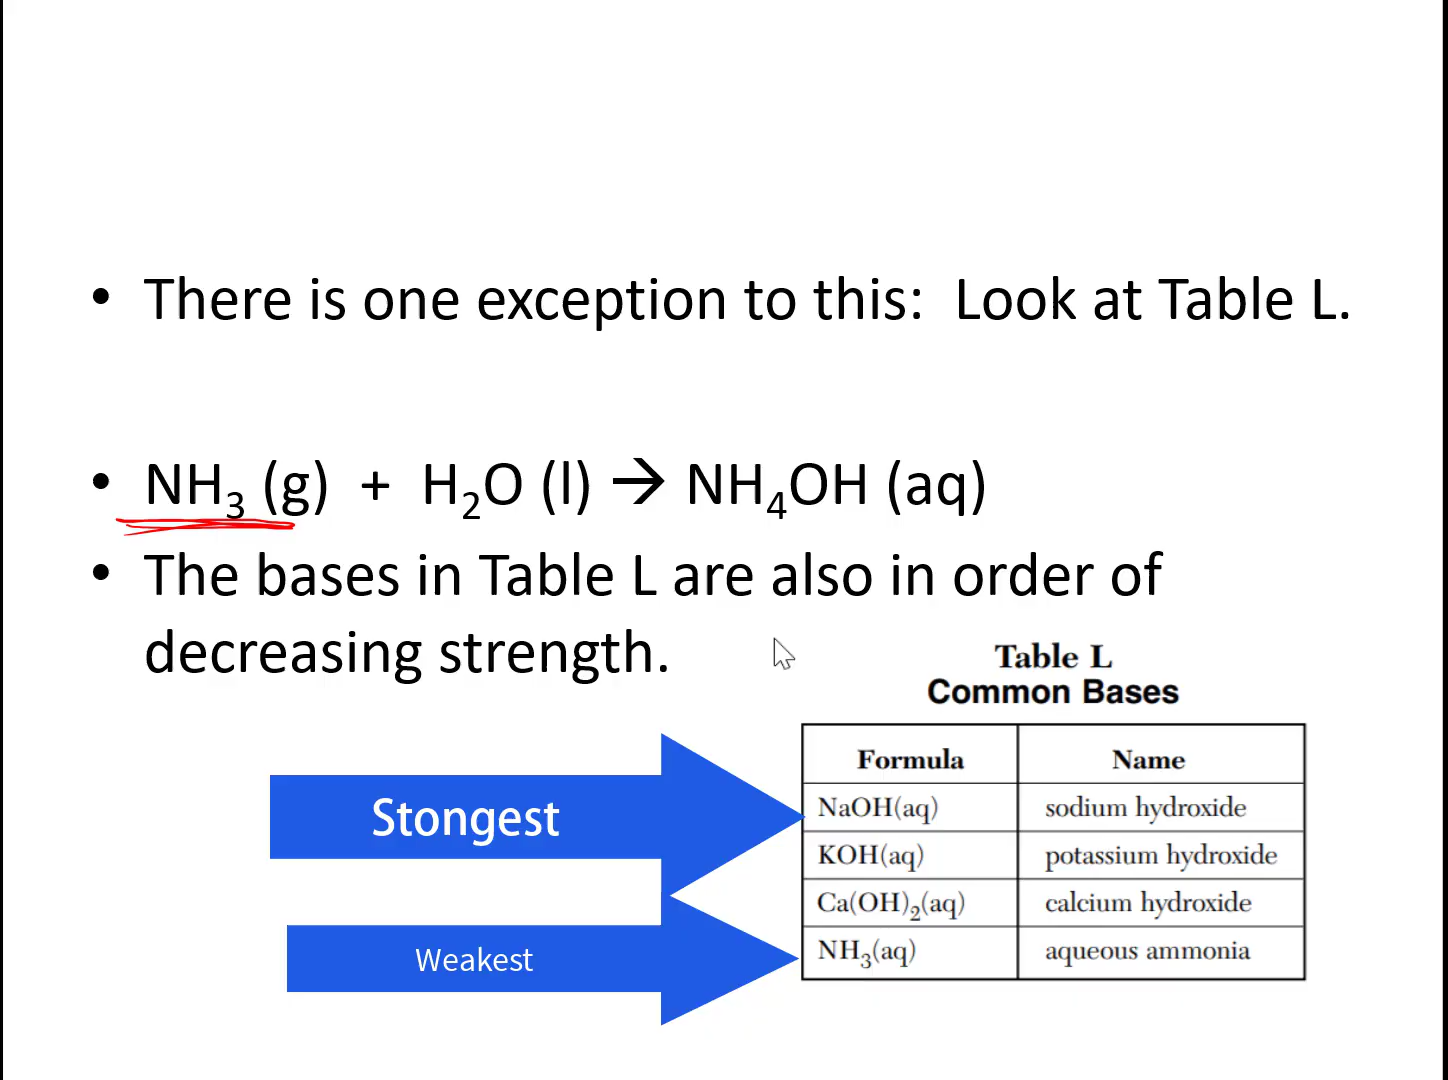 • There is one exception to this:  Look at Table L.
• NH₃ (g)  +  H₂O (l) → NH₄OH (aq)
• The bases in Table L are also in order of
decreasing strength.
Table L
Common Bases
Formula Name
Stongest
NaOH(aq) sodium hydroxide
KOH(aq) potassium hydroxide
Ca(OH)₂(aq) calcium hydroxide
Weakest
NH₃(aq) aqueous ammonia